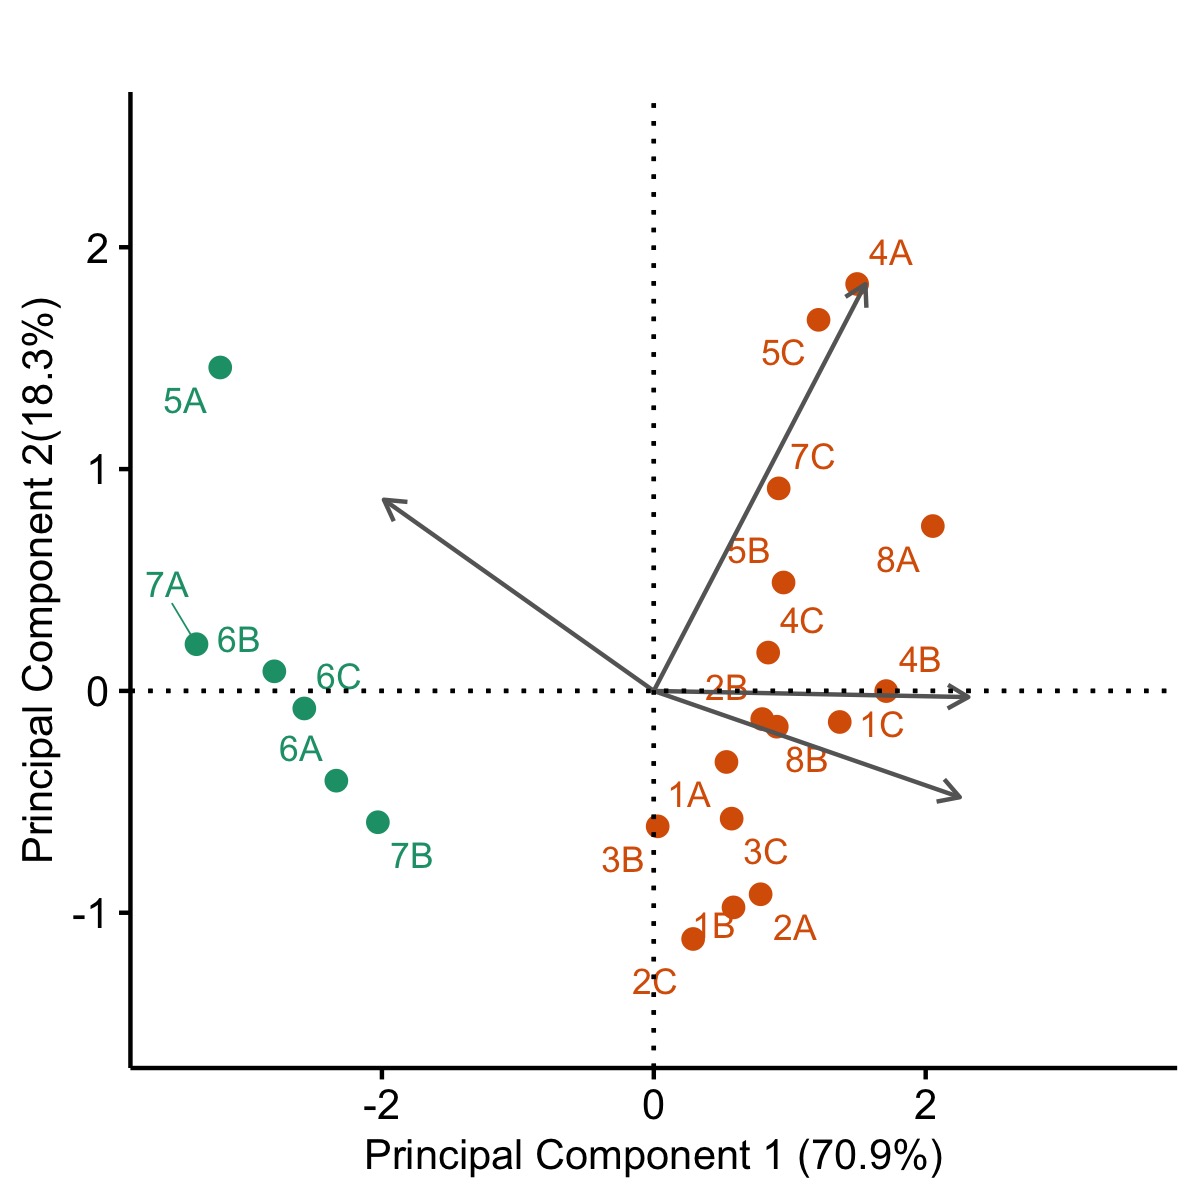 4A
2
5C
5A
Principal Component 2(18.3%)
1
7C
5B
8A
7A
4C
6B
4B
6C
2B
0
1C
6A
8B
1A
7B
3B
3C
-1
1B
2A
2C
-2
0
2
Principal Component 1 (70.9%)